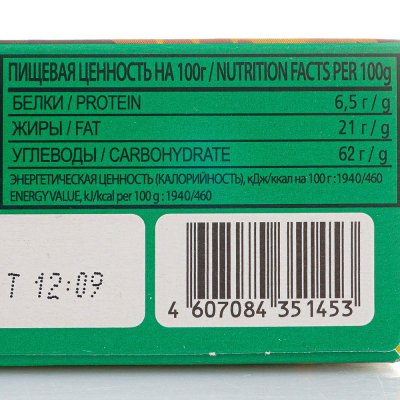 ПИЩЕВАЯ ЦЕННОСТЬ НА 100г / NUTRITION FACTS PER 100g
БЕЛКИ / PROTEIN 6,5 г / g
ЖИРЫ / FAT 21 г / g
УГЛЕВОДЫ / CARBOHYDRATE 62 г / g
ЭНЕРГЕТИЧЕСКАЯ ЦЕННОСТЬ (КАЛОРИЙНОСТЬ), кДж/ккал на 100 г : 1940/460
ENERGY VALUE, kJ/kcal per 100 g : 1940/460
Т 12:09
4 607084 351453